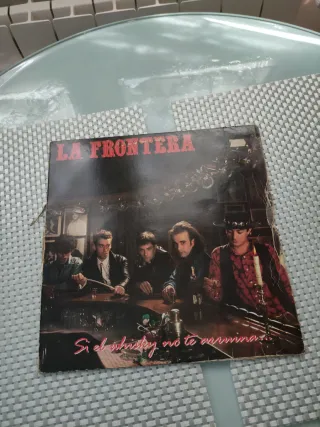 LA FRONTERA
Si el whisky no te arruina...